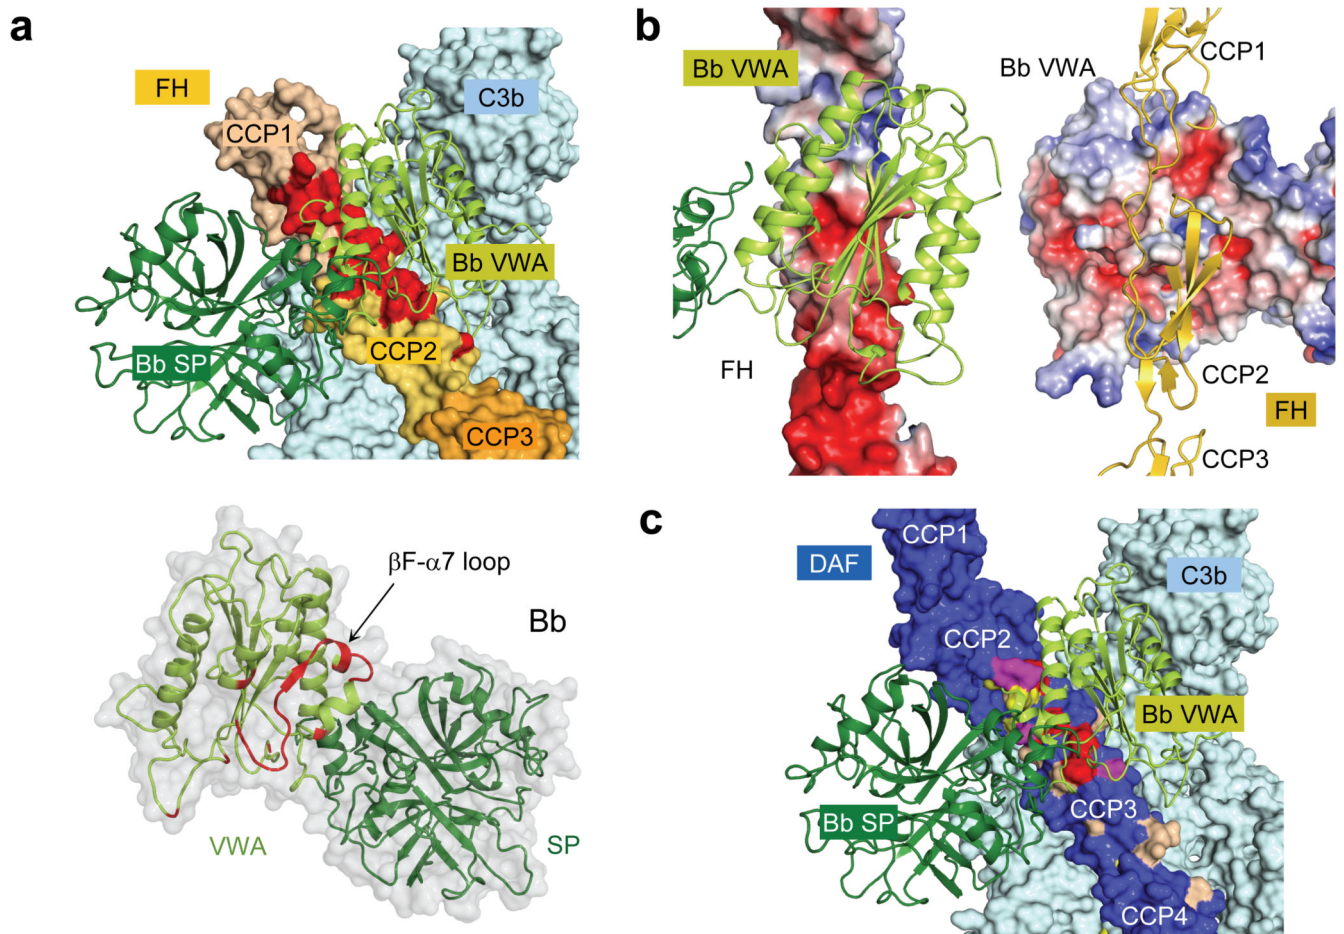 a
FH
C3b
CCP1
Bb VWA
CCP2
Bb SP
CCP3
βF-α7 loop
Bb
VWA
SP
b
Bb VWA
FH
Bb VWA
CCP1
CCP2
FH
CCP3
c
CCP1
DAF
C3b
CCP2
Bb VWA
CCP3
Bb SP
CCP4